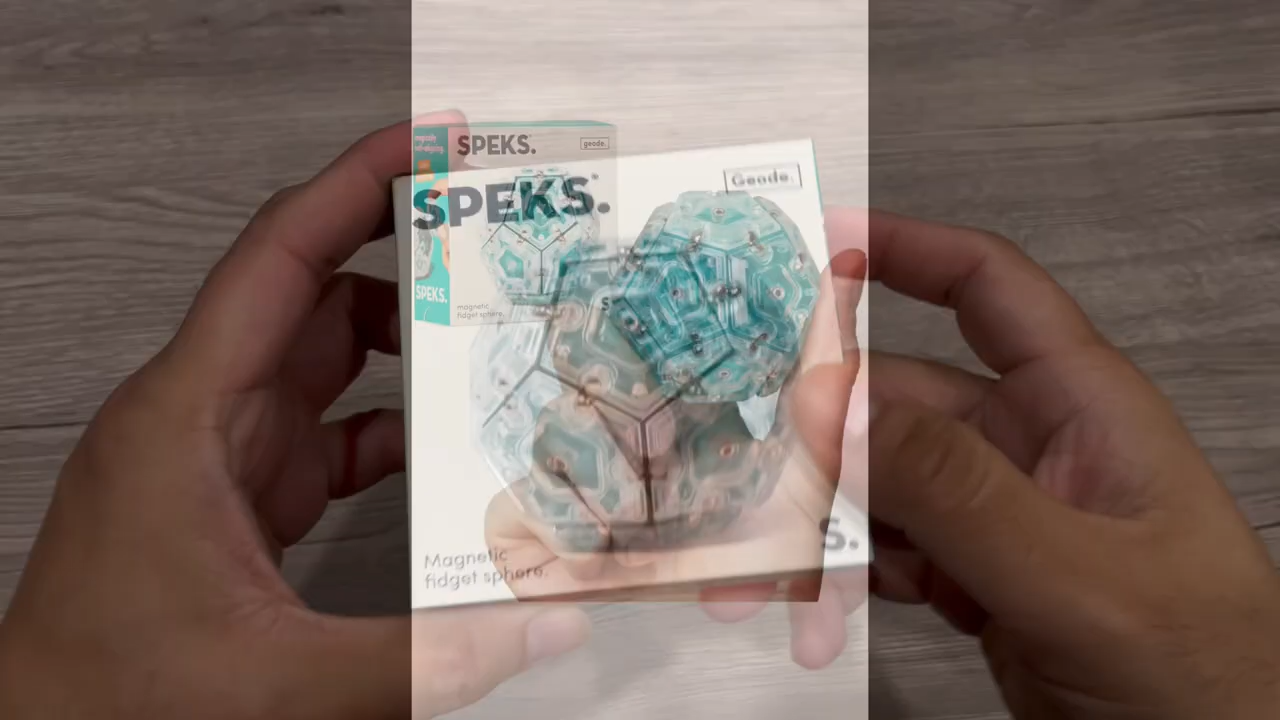 SPEKS.
geode.
SPEKS.
Geode.
SPEKS.
magnetic
fidget sphere.
S.
Magnetic
fidget sphere.